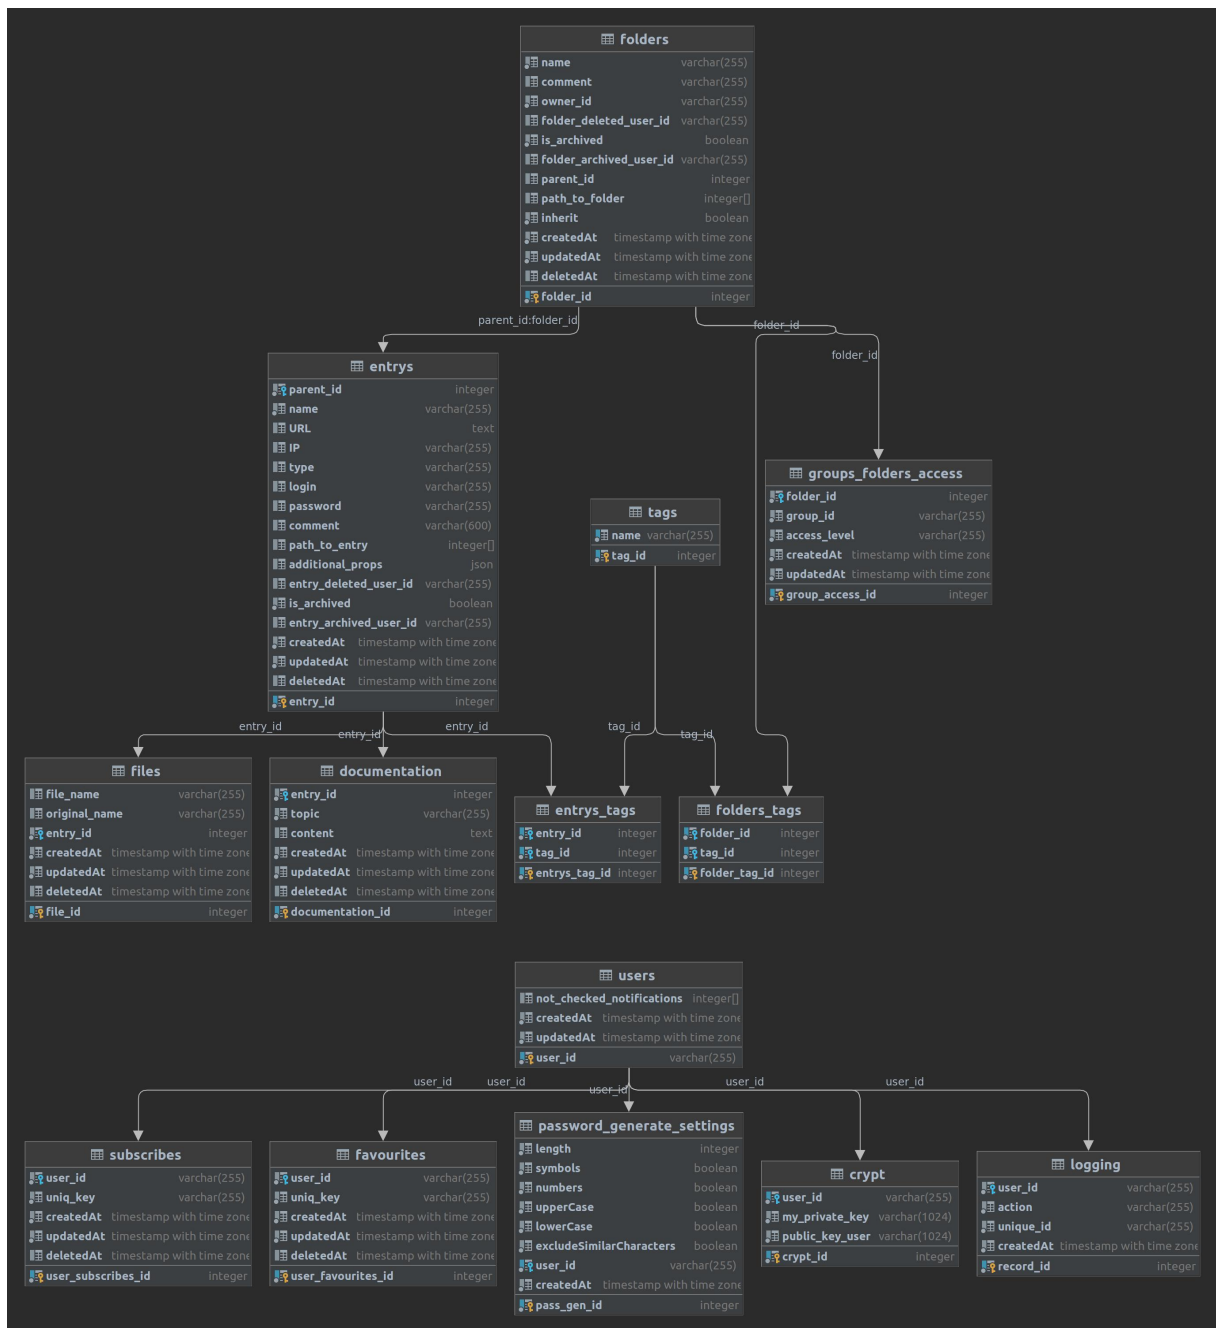 folders
name varchar(255)
comment varchar(255)
owner_id varchar(255)
folder_deleted_user_id varchar(255)
is_archived boolean
folder_archived_user_id varchar(255)
parent_id integer
path_to_folder integer[]
inherit boolean
createdAt timestamp with time zone
updatedAt timestamp with time zone
deletedAt timestamp with time zone
folder_id integer
parent_id:folder_id
folder_id
folder_id
entrys
parent_id integer
name varchar(255)
URL text
IP varchar(255)
type varchar(255)
login varchar(255)
password varchar(255)
comment varchar(600)
path_to_entry integer[]
additional_props json
entry_deleted_user_id varchar(255)
is_archived boolean
entry_archived_user_id varchar(255)
createdAt timestamp with time zone
updatedAt timestamp with time zone
deletedAt timestamp with time zone
entry_id integer
groups_folders_access
folder_id integer
group_id varchar(255)
access_level varchar(255)
createdAt timestamp with time zone
updatedAt timestamp with time zone
group_access_id integer
tags
name varchar(255)
tag_id integer
entry_id
entry_id
entry_id
tag_id
tag_id
files
file_name varchar(255)
original_name varchar(255)
entry_id integer
createdAt timestamp with time zone
updatedAt timestamp with time zone
deletedAt timestamp with time zone
file_id integer
documentation
entry_id integer
topic varchar(255)
content text
createdAt timestamp with time zone
updatedAt timestamp with time zone
deletedAt timestamp with time zone
documentation_id integer
entrys_tags
entry_id integer
tag_id integer
entrys_tag_id integer
folders_tags
folder_id integer
tag_id integer
folder_tag_id integer
users
not_checked_notifications integer[]
createdAt timestamp with time zone
updatedAt timestamp with time zone
user_id varchar(255)
user_id
user_id
user_id
user_id
user_id
subscribes
user_id varchar(255)
uniq_key varchar(255)
createdAt timestamp with time zone
updatedAt timestamp with time zone
deletedAt timestamp with time zone
user_subscribes_id integer
favourites
user_id varchar(255)
uniq_key varchar(255)
createdAt timestamp with time zone
updatedAt timestamp with time zone
deletedAt timestamp with time zone
user_favourites_id integer
password_generate_settings
length integer
symbols boolean
numbers boolean
upperCase boolean
lowerCase boolean
excludeSimilarCharacters boolean
user_id varchar(255)
createdAt timestamp with time zone
pass_gen_id integer
crypt
user_id varchar(255)
my_private_key varchar(1024)
public_key_user varchar(1024)
crypt_id integer
logging
user_id varchar(255)
action varchar(255)
unique_id varchar(255)
createdAt timestamp with time zone
record_id integer